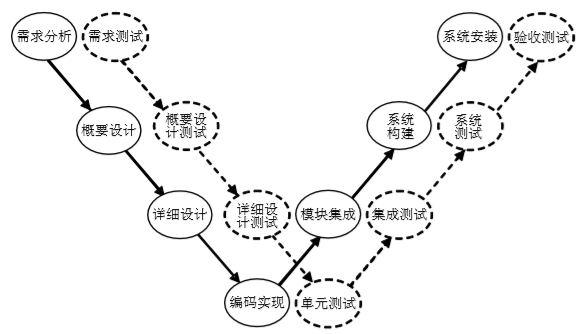 需求分析
需求测试
系统安装
验收测试
概要设计
概要设
计测试
系统
构建
系统
测试
详细设计
详细设
计测试
模块集成
集成测试
编码实现
单元测试